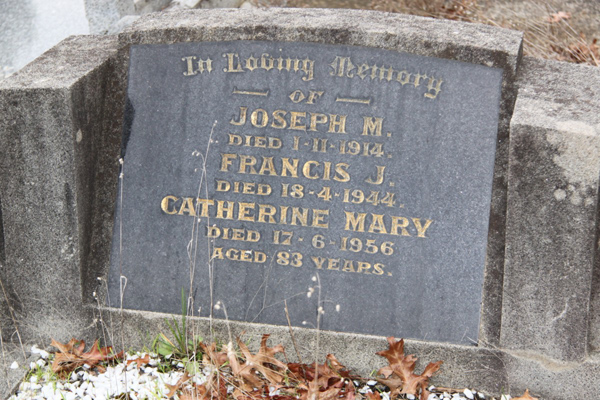 In Loving Memory
of
JOSEPH M.
DIED 1-11-1914.
FRANCIS J.
DIED 18-4-1944.
CATHERINE MARY
DIED 17-6-1956
AGED 83 YEARS.